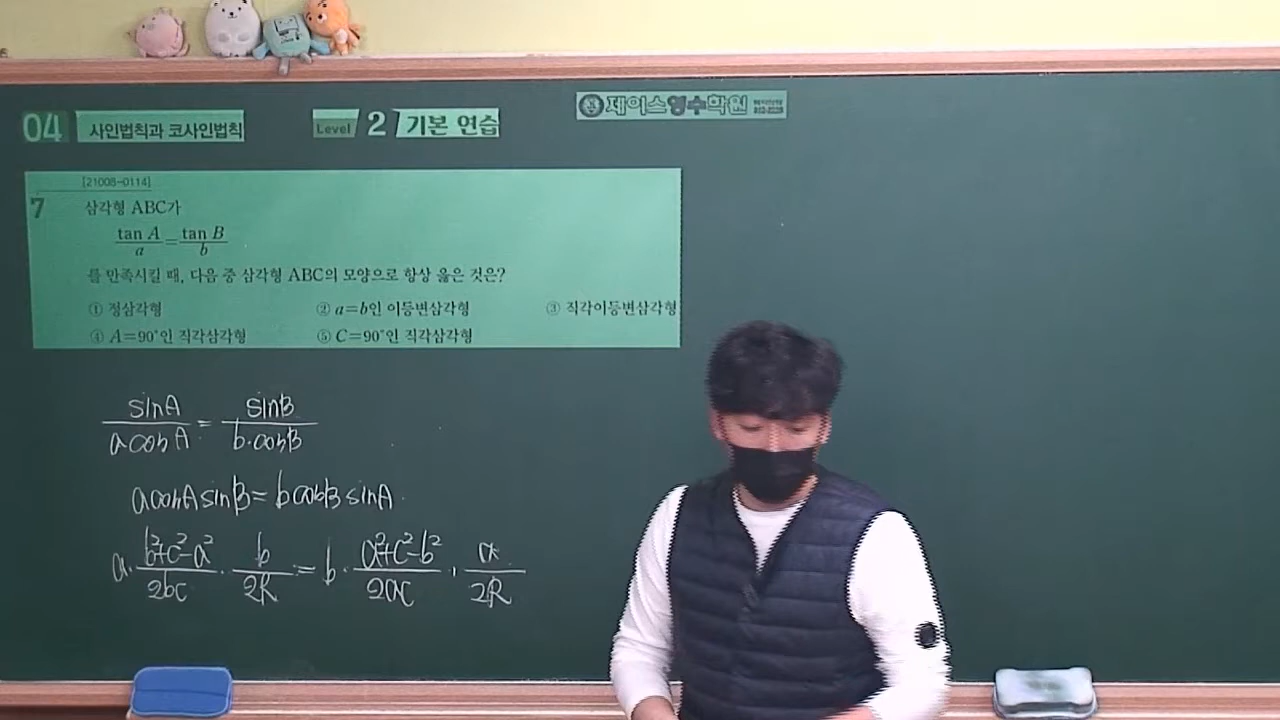 제이스영수학원
04 사인법칙과 코사인법칙 Level 2 기본 연습
[21008-0114]
7 삼각형 ABC가
tan A/a = tan B/b
를 만족시킬 때, 다음 중 삼각형 ABC의 모양으로 항상 옳은 것은?
① 정삼각형 ② a=b인 이등변삼각형 ③ 직각이등변삼각형
④ A=90°인 직각삼각형 ⑤ C=90°인 직각삼각형
sinA/acosA = sinB/b·cosB
acosAsinB=bcosBsinA
a·(b²+c²-a²)/2bc·b/2R=b·(a²+c²-b²)/2ac·a/2R